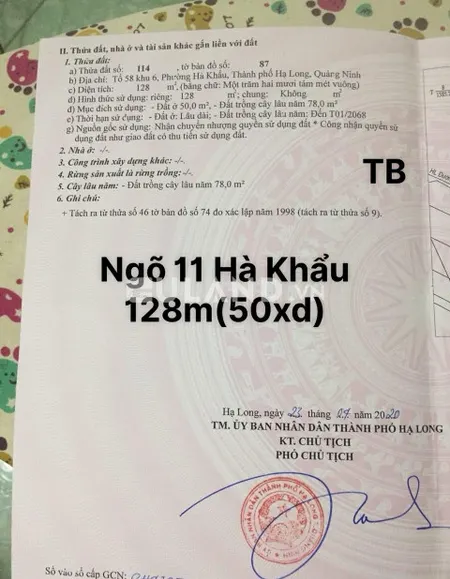 II. Thửa đất, nhà ở và tài sản khác gắn liền với đất
1. Thửa đất:
a) Thửa đất số: 114 , tờ bản đồ số: 87
b) Địa chỉ: Tổ 58 khu 6, Phường Hà Khẩu, Thành phố Hạ Long, Quảng Ninh
c) Diện tích: 128 m², (bằng chữ: Một trăm hai mươi tám mét vuông)
d) Hình thức sử dụng: riêng: 128 m²; chung: Không m²
đ) Mục đích sử dụng: - Đất ở 50,0 m², - Đất trồng cây lâu năm 78,0 m²
e) Thời hạn sử dụng: - Đất ở: Lâu dài; - Đất trồng cây lâu năm: Đến T01/2068
g) Nguồn gốc sử dụng: Nhận chuyển nhượng quyền sử dụng đất * Công nhận quyền sử
dụng đất như giao đất có thu tiền sử dụng đất.
2. Nhà ở: -/-.
3. Công trình xây dựng khác: -/-.
4. Rừng sản xuất là rừng trồng: -/-.
5. Cây lâu năm: - Đất trồng cây lâu năm 78,0 m²
6. Ghi chú:
+ Tách ra từ thửa số 46 tờ bản đồ số 74 đo xác lập năm 1998 (tách ra từ thửa số 9).
TB
Ngõ 11 Hà Khẩu
128m(50xd)
Hạ Long, ngày 23 tháng 07 năm 2020
TM. ỦY BAN NHÂN DÂN THÀNH PHỐ HẠ LONG
KT. CHỦ TỊCH
PHÓ CHỦ TỊCH
Số vào sổ cấp GCN: